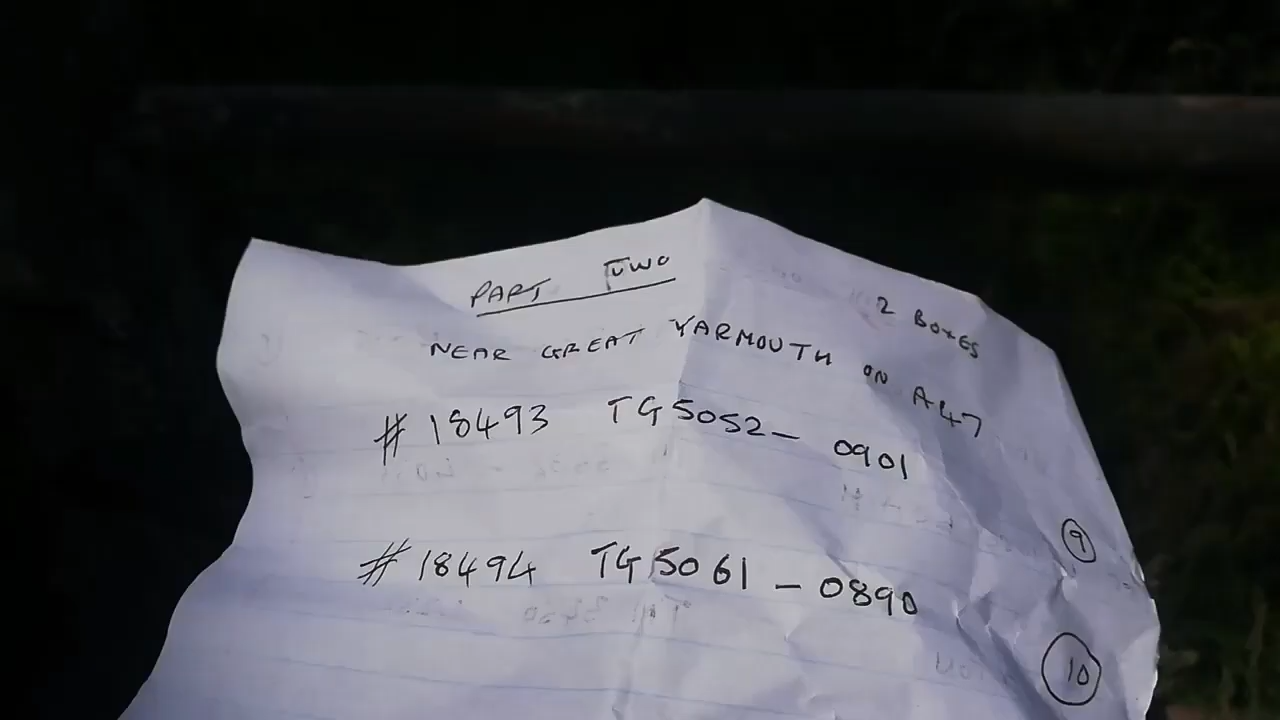 PART TWO
2 BOXES
NEAR GREAT YARMOUTH ON A47
# 18493 TG5052 - 0901
9
# 18494 TG5061 - 0890
10